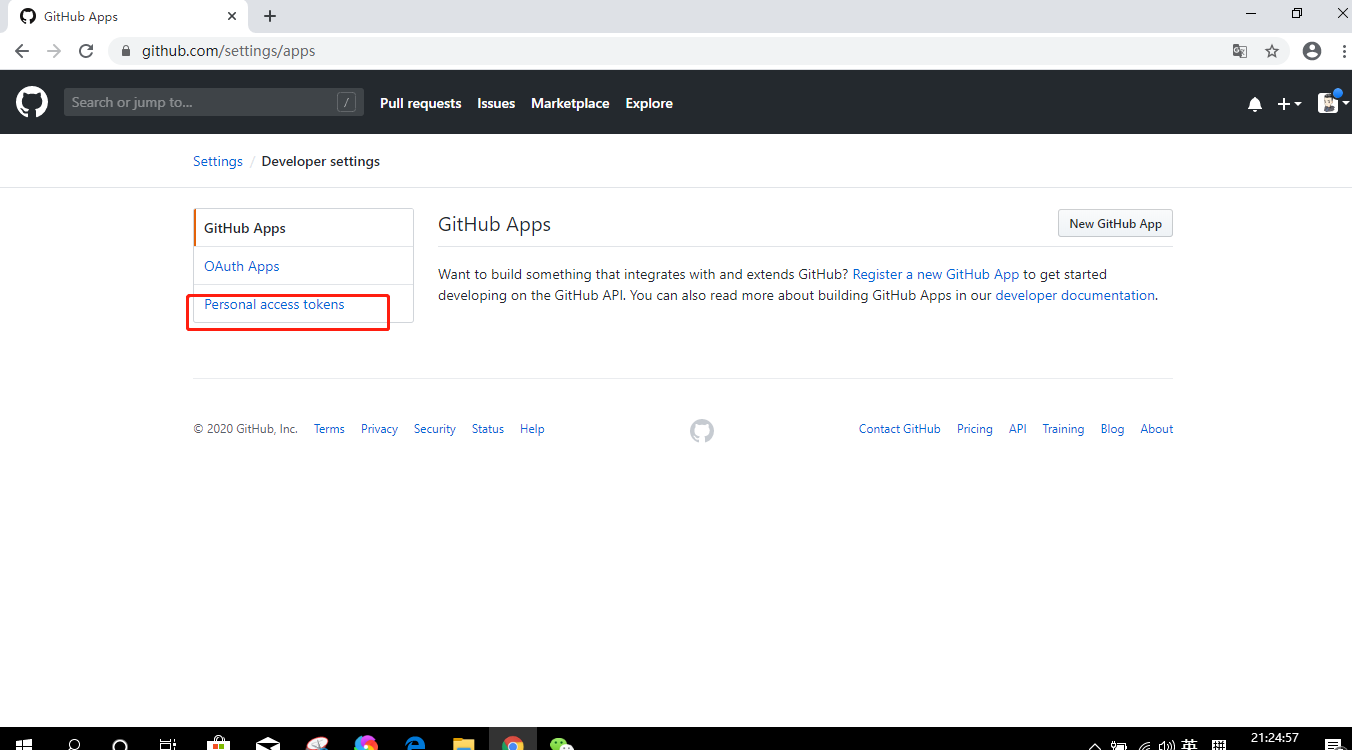 GitHub Apps
github.com/settings/apps
Search or jump to... /
Pull requests Issues Marketplace Explore
Settings / Developer settings
GitHub Apps
OAuth Apps
Personal access tokens
GitHub Apps
New GitHub App
Want to build something that integrates with and extends GitHub? Register a new GitHub App to get started
developing on the GitHub API. You can also read more about building GitHub Apps in our developer documentation.
© 2020 GitHub, Inc. Terms Privacy Security Status Help
Contact GitHub Pricing API Training Blog About
英
21:24:57